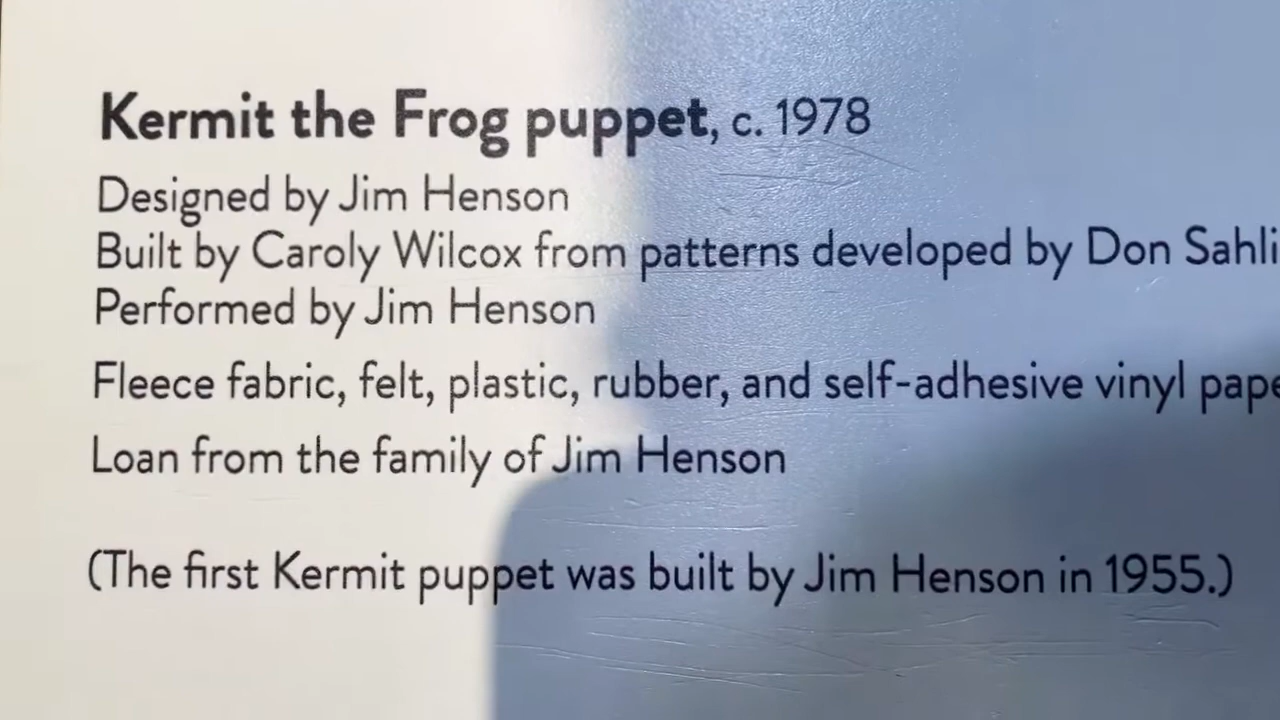 Kermit the Frog puppet, c. 1978
Designed by Jim Henson
Built by Caroly Wilcox from patterns developed by Don
Performed by Jim Henson
Fleece fabric, felt, plastic, rubber, and self-adhesive vinyl
Loan from the family of Jim Henson
(The first Kermit puppet was built by Jim Henson in 1955.)